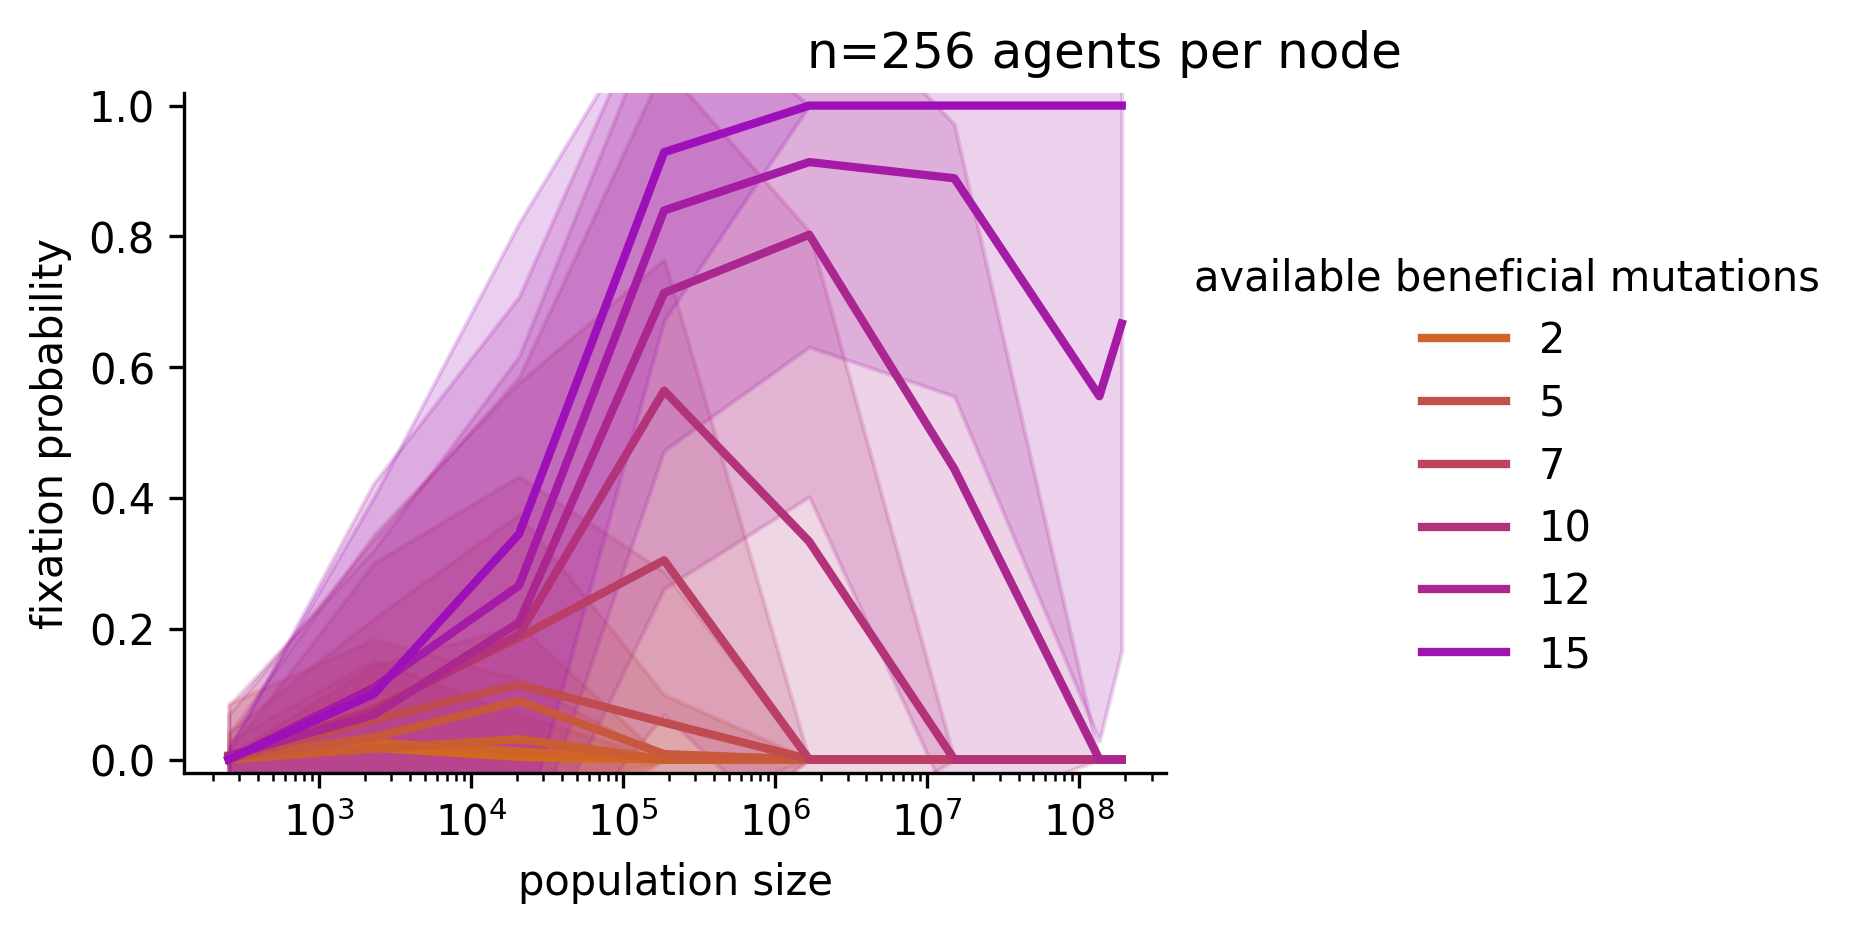 n=256 agents per node
fixation probability
1.0
0.8
0.6
0.4
0.2
0.0
10³ 10⁴ 10⁵ 10⁶ 10⁷ 10⁸
population size
available beneficial mutations
2
5
7
10
12
15